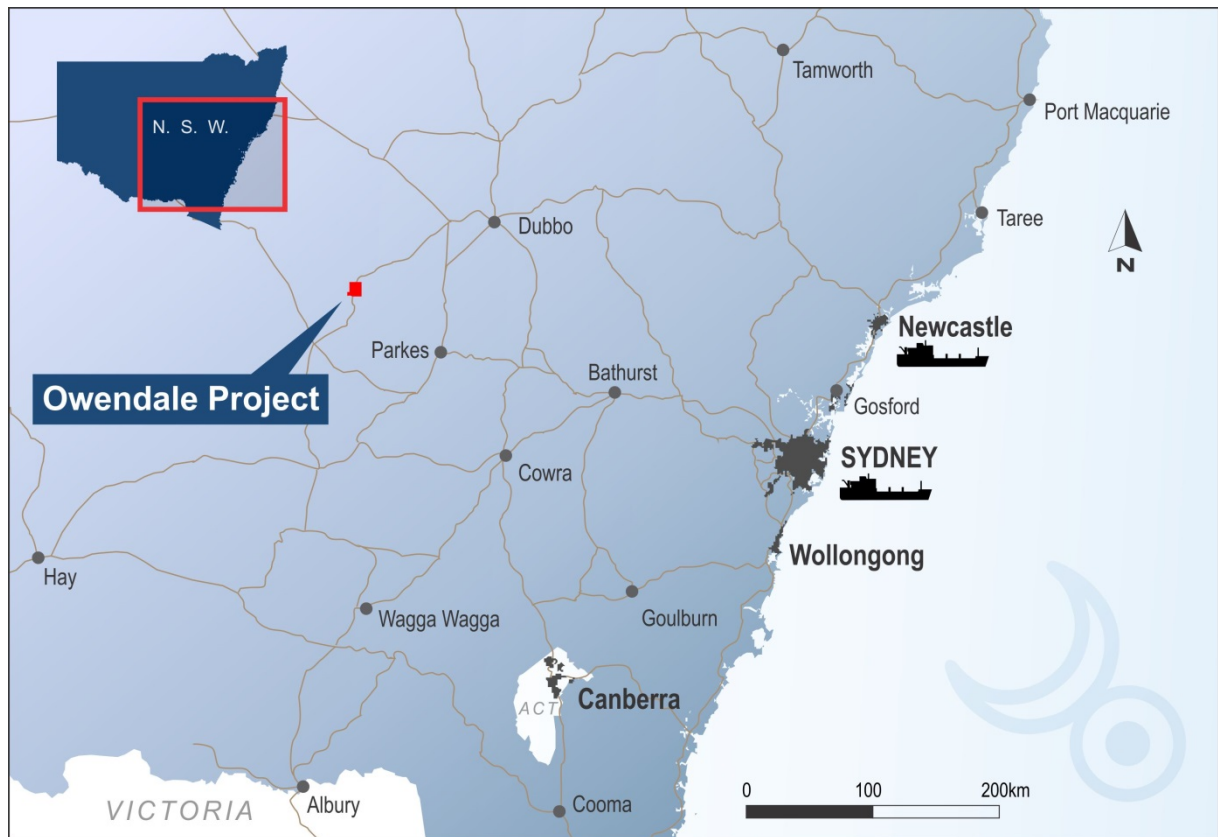 Tamworth
Port Macquarie
N. S. W.
Taree
Dubbo
N
Newcastle
Parkes
Bathurst
Owendale Project
Gosford
SYDNEY
Cowra
Wollongong
Hay
Wagga Wagga
Goulburn
Canberra
ACT
VICTORIA
Albury
Cooma
0 100 200km